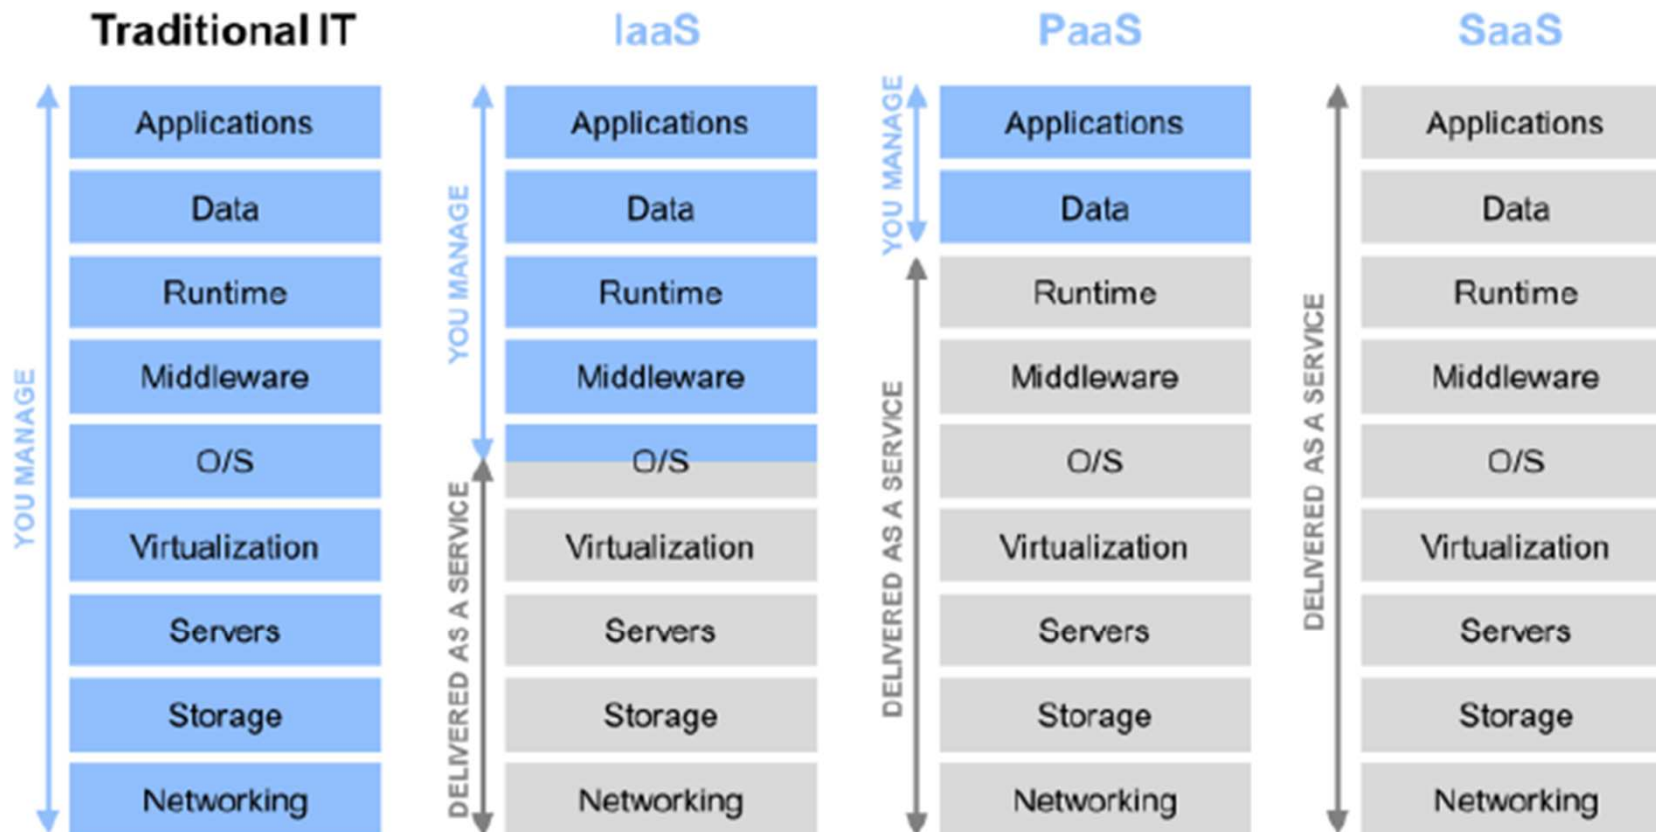 Traditional IT
IaaS
PaaS
SaaS
YOU MANAGE
Applications
Data
Runtime
Middleware
O/S
Virtualization
Servers
Storage
Networking
YOU MANAGE
DELIVERED AS A SERVICE
Applications
Data
Runtime
Middleware
O/S
Virtualization
Servers
Storage
Networking
YOU MANAGE
DELIVERED AS A SERVICE
Applications
Data
Runtime
Middleware
O/S
Virtualization
Servers
Storage
Networking
DELIVERED AS A SERVICE
Applications
Data
Runtime
Middleware
O/S
Virtualization
Servers
Storage
Networking